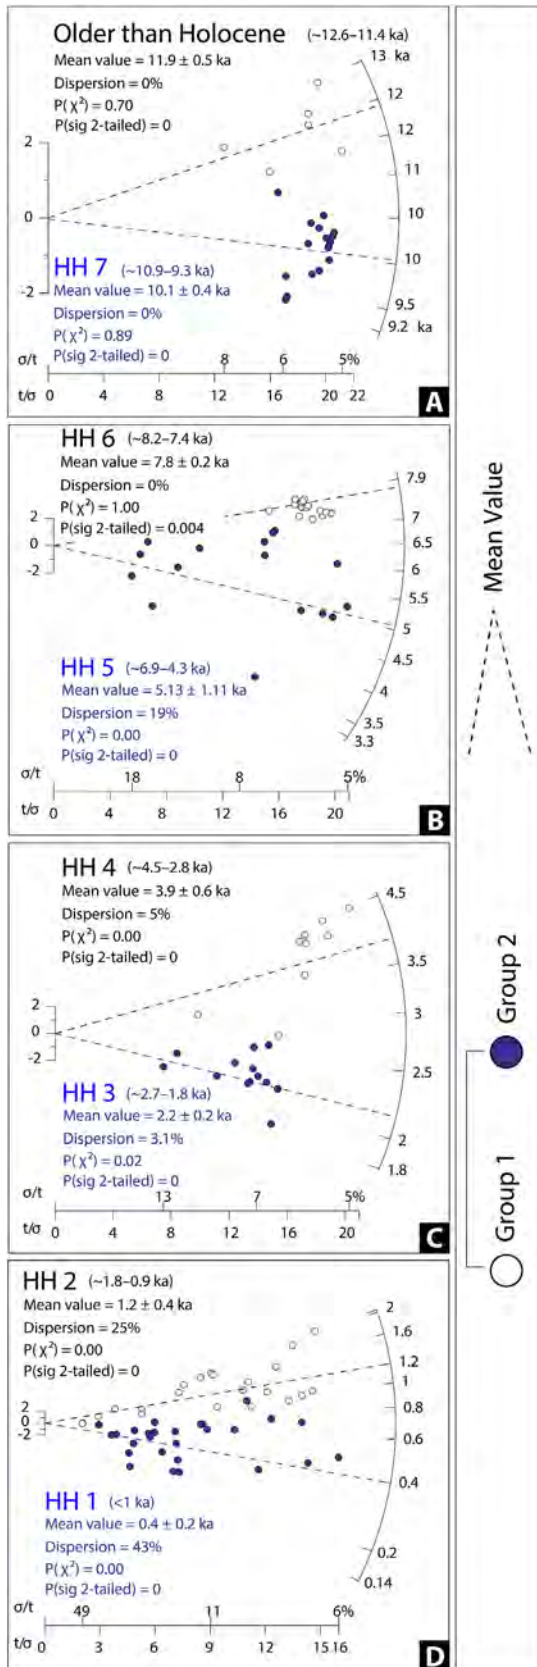 Older than Holocene (~12.6–11.4 ka)
Mean value = 11.9 ± 0.5 ka
Dispersion = 0%
P(χ²) = 0.70
P(sig 2-tailed) = 0
13 ka
12
12
11
10
10
9.5
9.2 ka
2
0
-2
HH 7 (~10.9–9.3 ka)
Mean value = 10.1 ± 0.4 ka
Dispersion = 0%
P(χ²) = 0.89
P(sig 2-tailed) = 0
σ/t 8 6 5%
t/σ 0 4 8 12 16 20 22
A
HH 6 (~8.2–7.4 ka)
Mean value = 7.8 ± 0.2 ka
Dispersion = 0%
P(χ²) = 1.00
P(sig 2-tailed) = 0.004
7.9
7
6.5
6
5.5
5
4.5
4
3.5
3.3
2
0
-2
HH 5 (~6.9–4.3 ka)
Mean value = 5.13 ± 1.11 ka
Dispersion = 19%
P(χ²) = 0.00
P(sig 2-tailed) = 0
σ/t 18 8 5%
t/σ 0 4 8 12 16 20
B
HH 4 (~4.5–2.8 ka)
Mean value = 3.9 ± 0.6 ka
Dispersion = 5%
P(χ²) = 0.00
P(sig 2-tailed) = 0
4.5
3.5
3
2.5
2
1.8
2
0
-2
HH 3 (~2.7–1.8 ka)
Mean value = 2.2 ± 0.2 ka
Dispersion = 3.1%
P(χ²) = 0.02
P(sig 2-tailed) = 0
σ/t 13 7 5%
t/σ 0 4 8 12 16 20
C
HH 2 (~1.8–0.9 ka)
Mean value = 1.2 ± 0.4 ka
Dispersion = 25%
P(χ²) = 0.00
P(sig 2-tailed) = 0
2
1.6
1.2
1
0.8
0.6
0.4
0.2
0.14
2
0
-2
HH 1 (<1 ka)
Mean value = 0.4 ± 0.2 ka
Dispersion = 43%
P(χ²) = 0.00
P(sig 2-tailed) = 0
σ/t 49 11 6%
t/σ 0 3 6 9 12 15 16
D
Mean Value
Group 2
Group 1